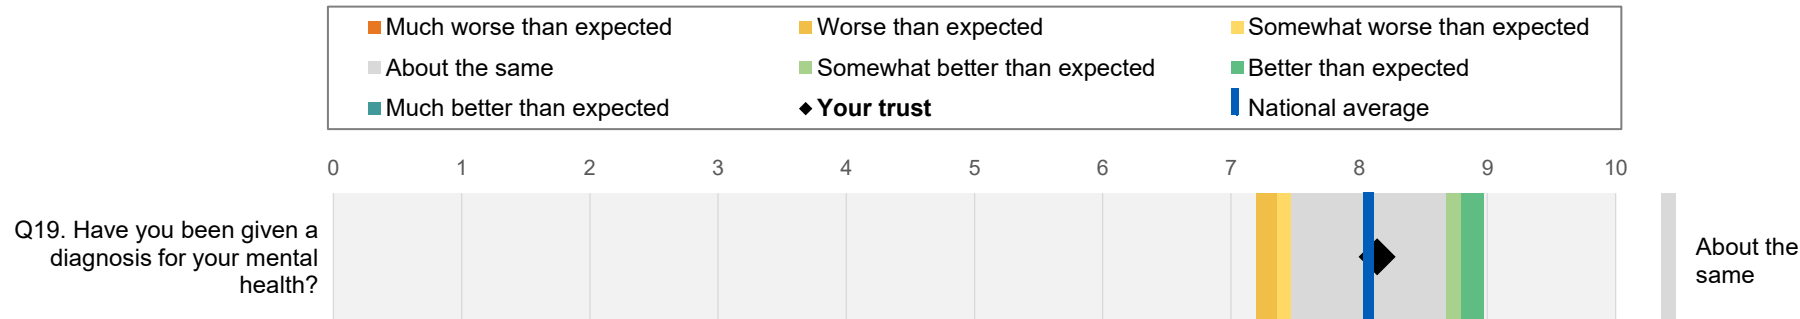 Much worse than expected
Worse than expected
Somewhat worse than expected
About the same
Somewhat better than expected
Better than expected
Much better than expected
Your trust
National average
0 1 2 3 4 5 6 7 8 9 10
Q19. Have you been given a
diagnosis for your mental
health?
About the
same